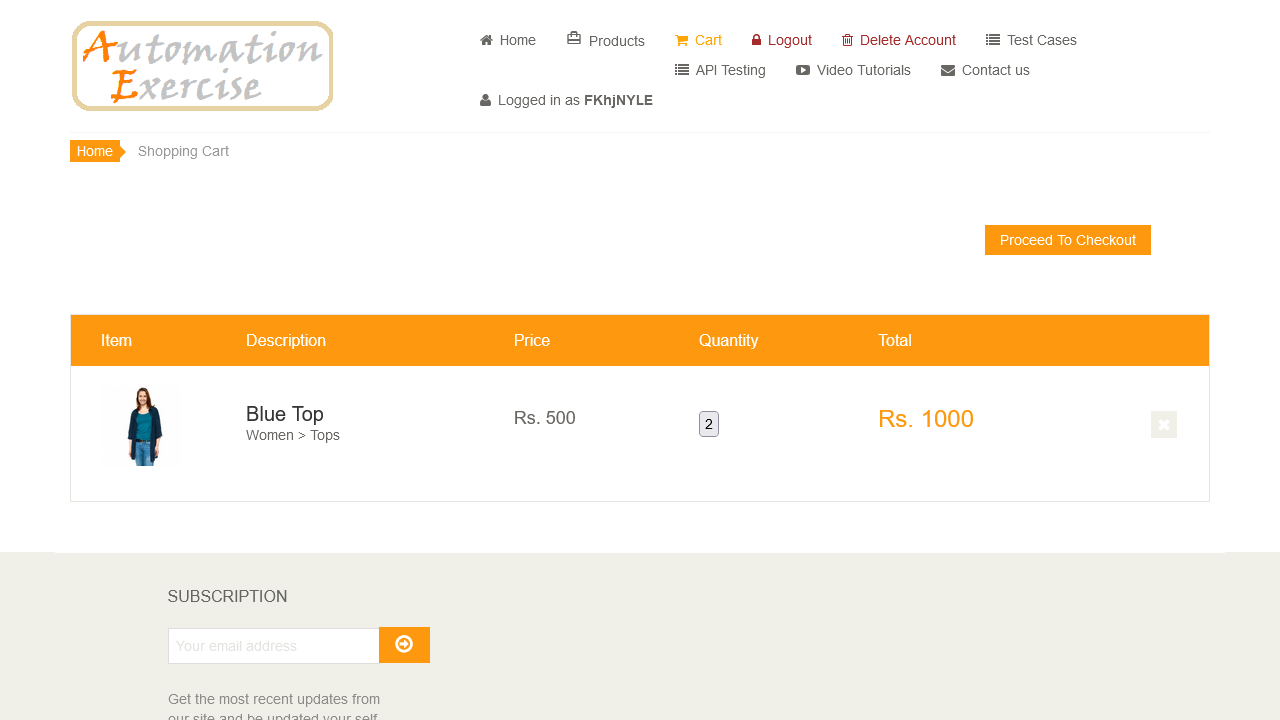 Automation
Exercise
Home Products Cart Logout Delete Account Test Cases
API Testing Video Tutorials Contact us
Logged in as FKhjNYLE
Home Shopping Cart
Proceed To Checkout
Item Description Price Quantity Total
Blue Top
Women > Tops
Rs. 500
2
Rs. 1000
SUBSCRIPTION
Your email address
Get the most recent updates from
our site and be updated your self